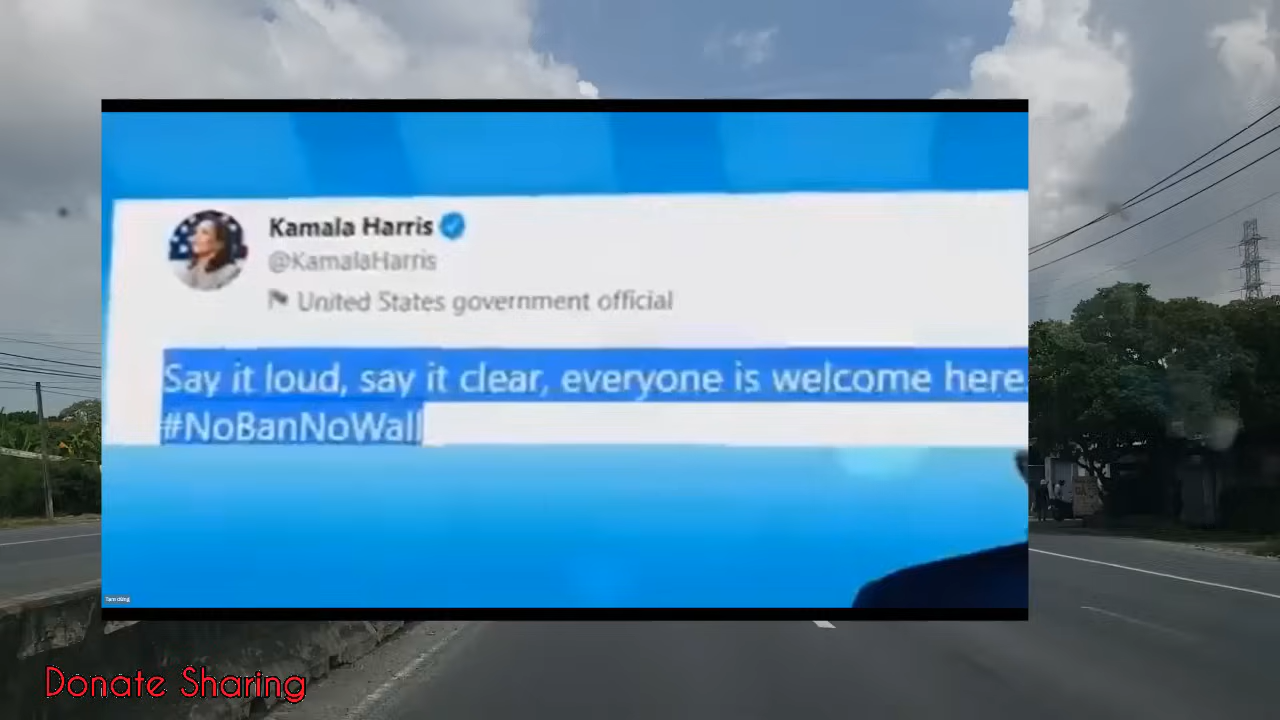 Kamala Harris
@KamalaHarris
United States government official
Say it loud, say it clear, everyone is welcome here
#NoBanNoWall
Donate Sharing